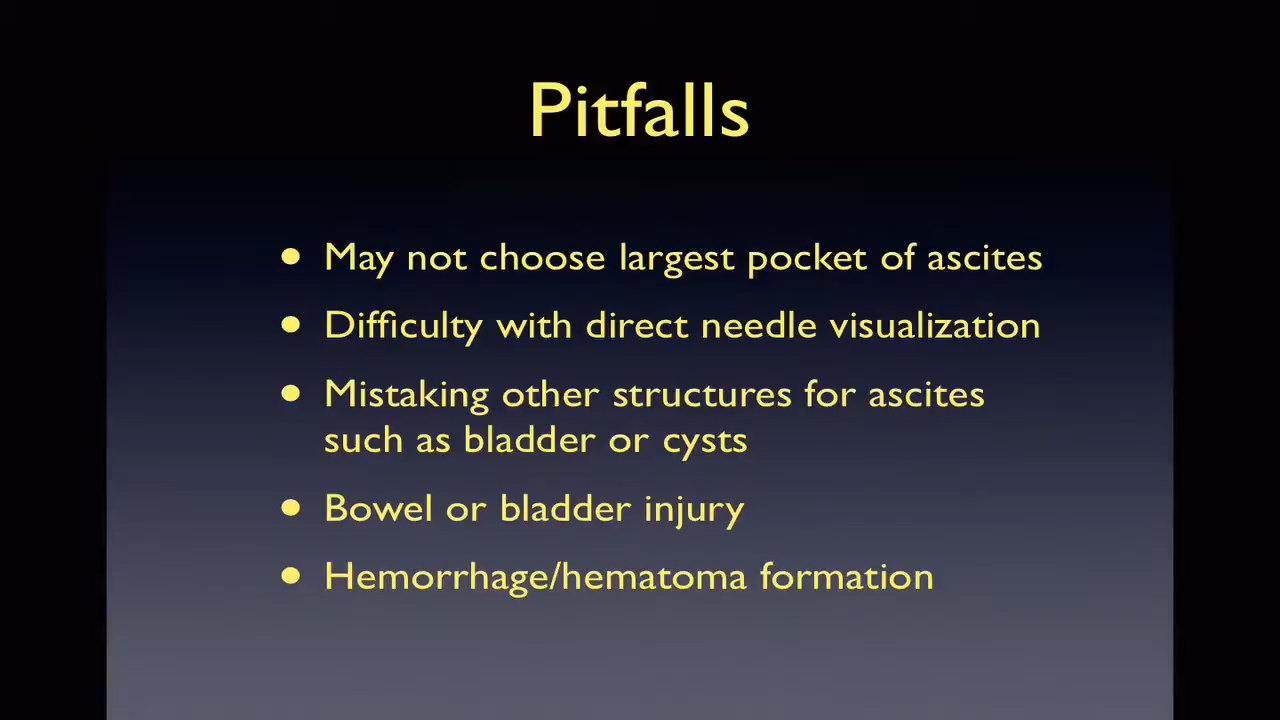 Pitfalls
• May not choose largest pocket of ascites
• Difficulty with direct needle visualization
• Mistaking other structures for ascites
such as bladder or cysts
• Bowel or bladder injury
• Hemorrhage/hematoma formation